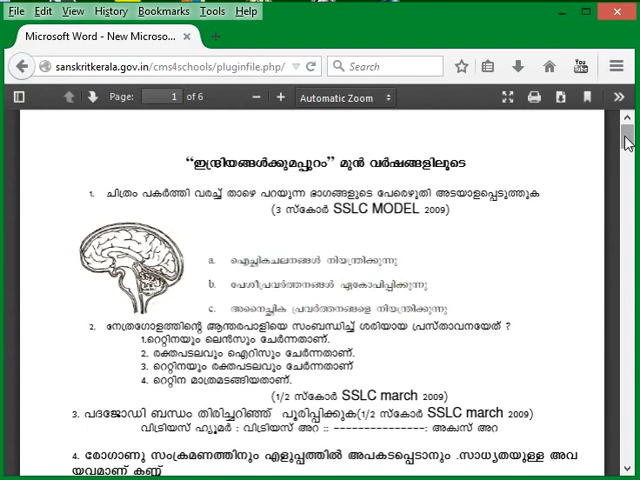 File Edit View History Bookmarks Tools Help
Microsoft Word - New Microso...
sanskritkerala.gov.in/cms4schools/pluginfile.php/ Search
Page: 1 of 6 Automatic Zoom
“ഇന്ദ്രിയങ്ങൾക്കുമപ്പുറം” മുൻ വർഷങ്ങളിലൂടെ
1. ചിത്രം പകർത്തി വരച്ച് താഴെ പറയുന്ന ഭാഗങ്ങളുടെ പേരെഴുതി അടയാളപ്പെടുത്തുക
(3 സ്കോർ SSLC MODEL 2009)
a. ഐച്ഛികചലനങ്ങൾ നിയന്ത്രിക്കുന്നു
b. പേശീപ്രവർത്തനങ്ങൾ ഏകോപിപ്പിക്കുന്നു
c. അനൈച്ഛിക പ്രവർത്തനങ്ങളെ നിയന്ത്രിക്കുന്നു
2. നേത്രഗോളത്തിന്റെ ആന്തരപാളിയെ സംബന്ധിച്ച് ശരിയായ പ്രസ്താവനയേത് ?
1.റെറ്റിനയും ലെൻസും ചേർന്നതാണ്.
2. രക്തപടലവും ഐറിസും ചേർന്നതാണ്.
3. റെറ്റിനയും രക്തപടലവും ചേർന്നതാണ്
4. റെറ്റിന മാത്രമടങ്ങിയതാണ്.
(1/2 സ്കോർ SSLC march 2009)
3. പദജോഡി ബന്ധം തിരിച്ചറിഞ്ഞ് പൂരിപ്പിക്കുക(1/2 സ്കോർ SSLC march 2009)
വിട്രിയസ് ഹ്യൂമർ : വിട്രിയസ് അറ :: ---------------: അക്വസ് അറ
4. രോഗാണു സംക്രമണത്തിനും എളുപ്പത്തിൽ അപകടപ്പെടാനും .സാധ്യതയുള്ള അവ
യവമാണ് കണ്ണ്